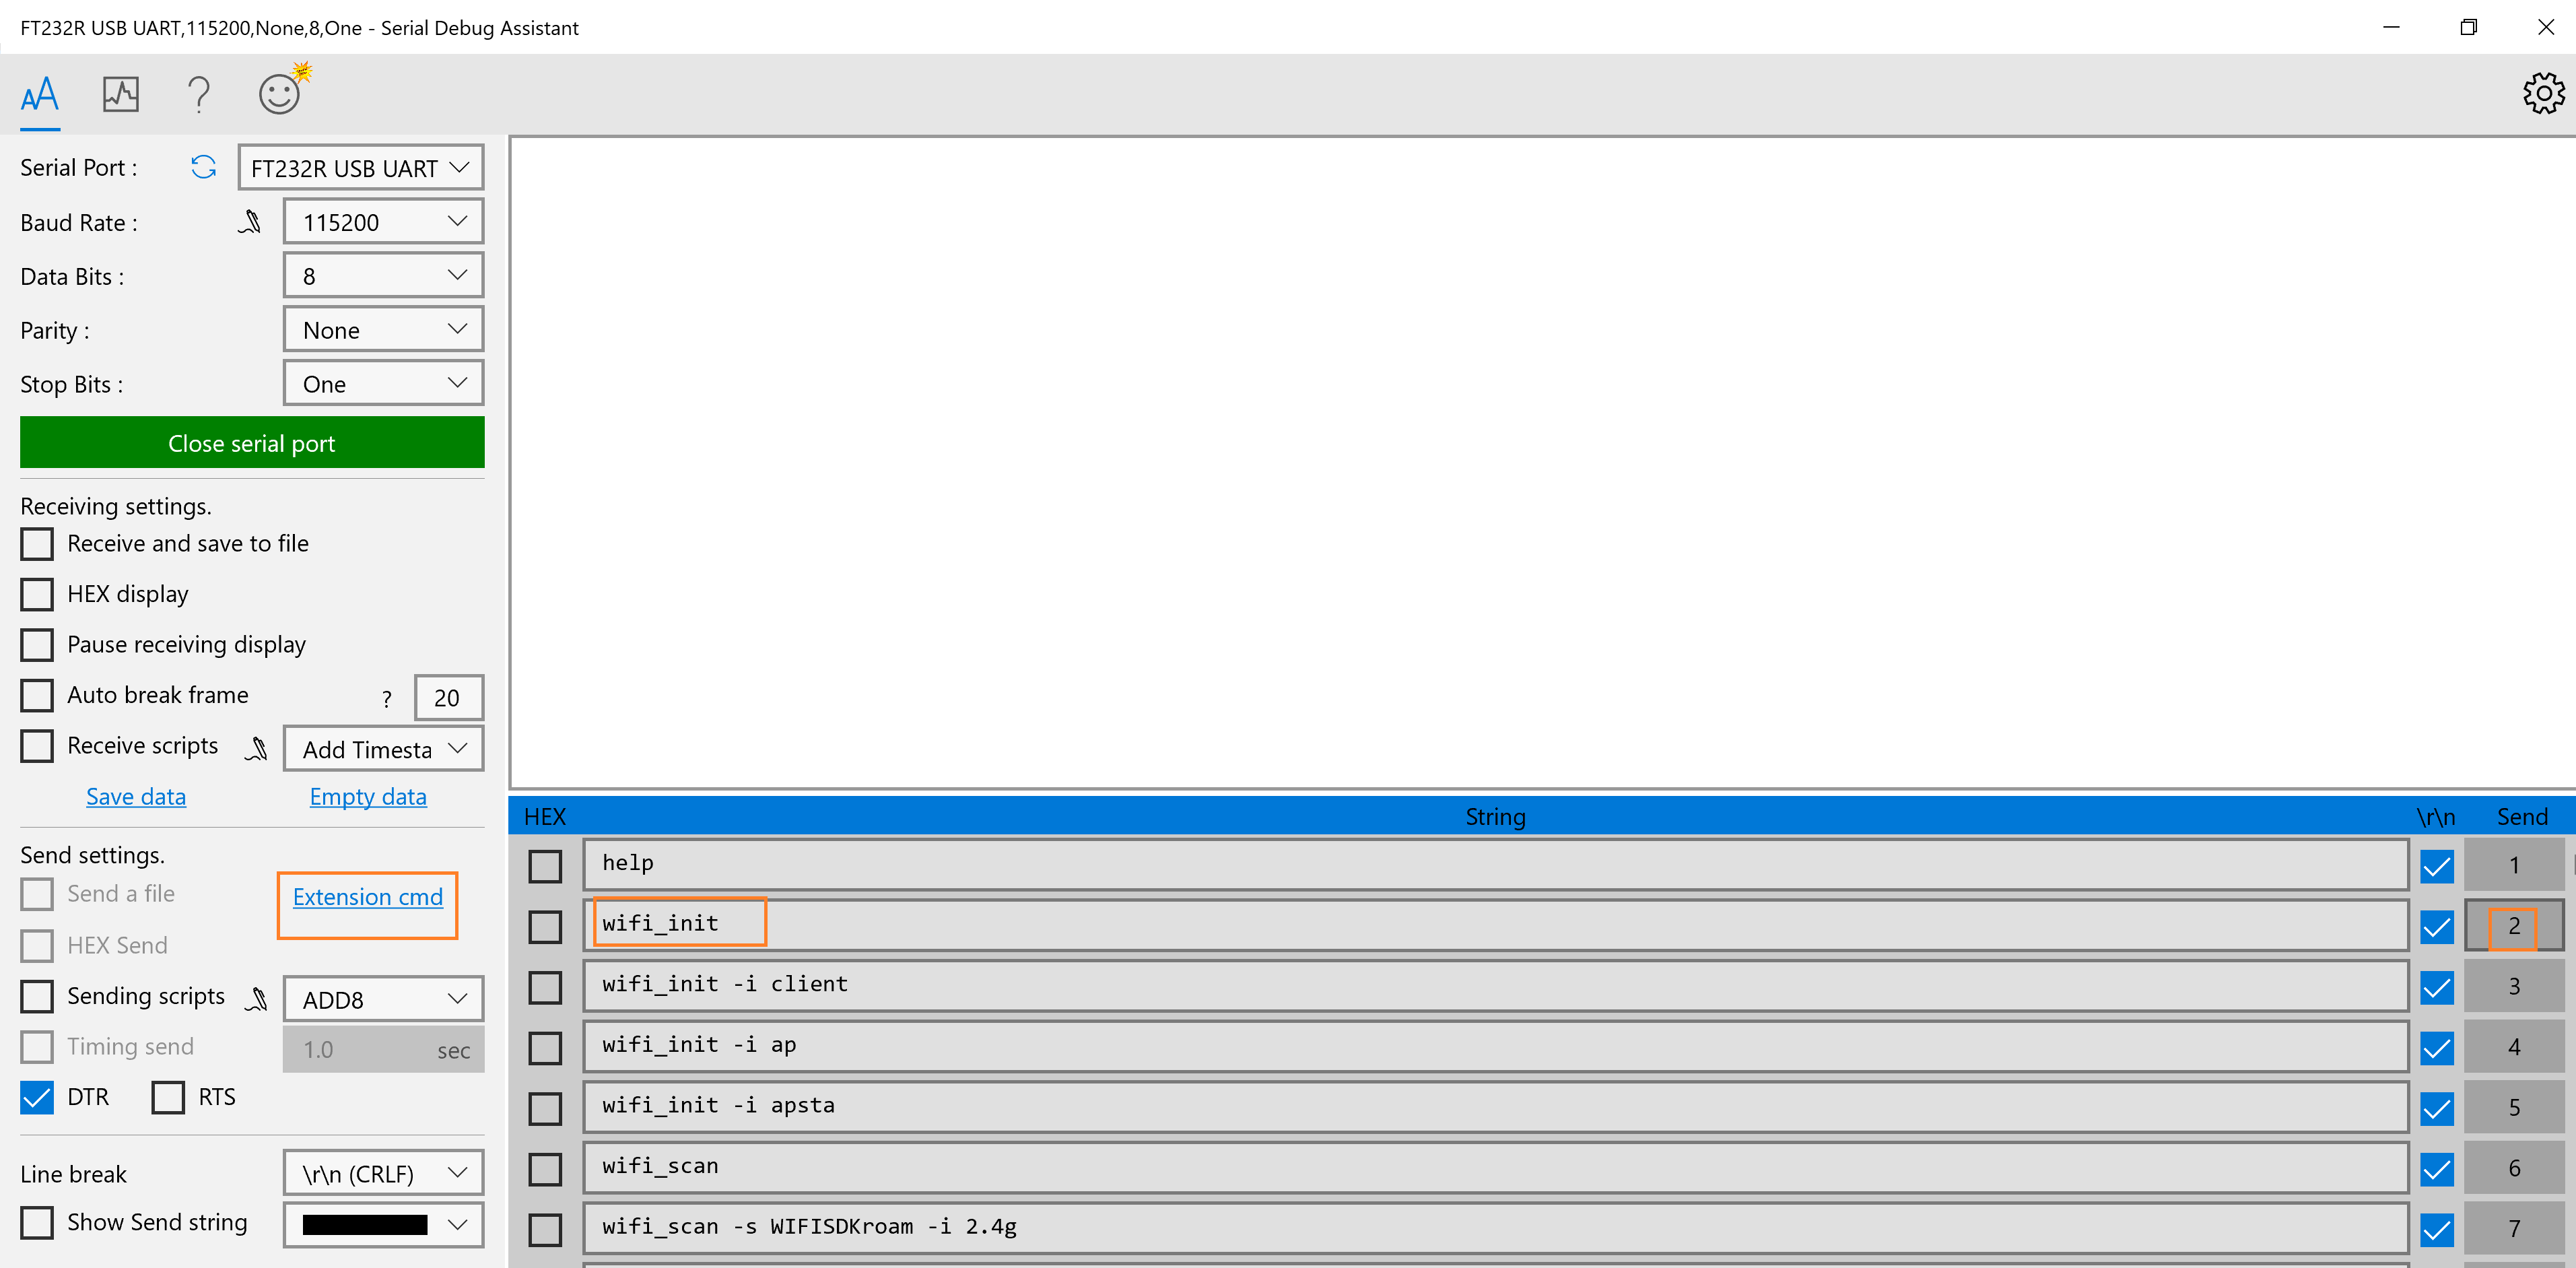 FT232R USB UART,115200,None,8,One - Serial Debug Assistant
AA
?
Serial Port :
FT232R USB UART
Baud Rate :
115200
Data Bits :
8
Parity :
None
Stop Bits :
One
Close serial port
Receiving settings.
Receive and save to file
HEX display
Pause receiving display
Auto break frame
?
20
Receive scripts
Add Timesta
Save data
Empty data
Send settings.
Send a file
Extension cmd
HEX Send
Sending scripts
ADD8
Timing send
1.0
sec
DTR
RTS
Line break
\r\n (CRLF)
Show Send string
HEX String \r\n Send
help 1
wifi_init 2
wifi_init -i client 3
wifi_init -i ap 4
wifi_init -i apsta 5
wifi_scan 6
wifi_scan -s WIFISDKroam -i 2.4g 7